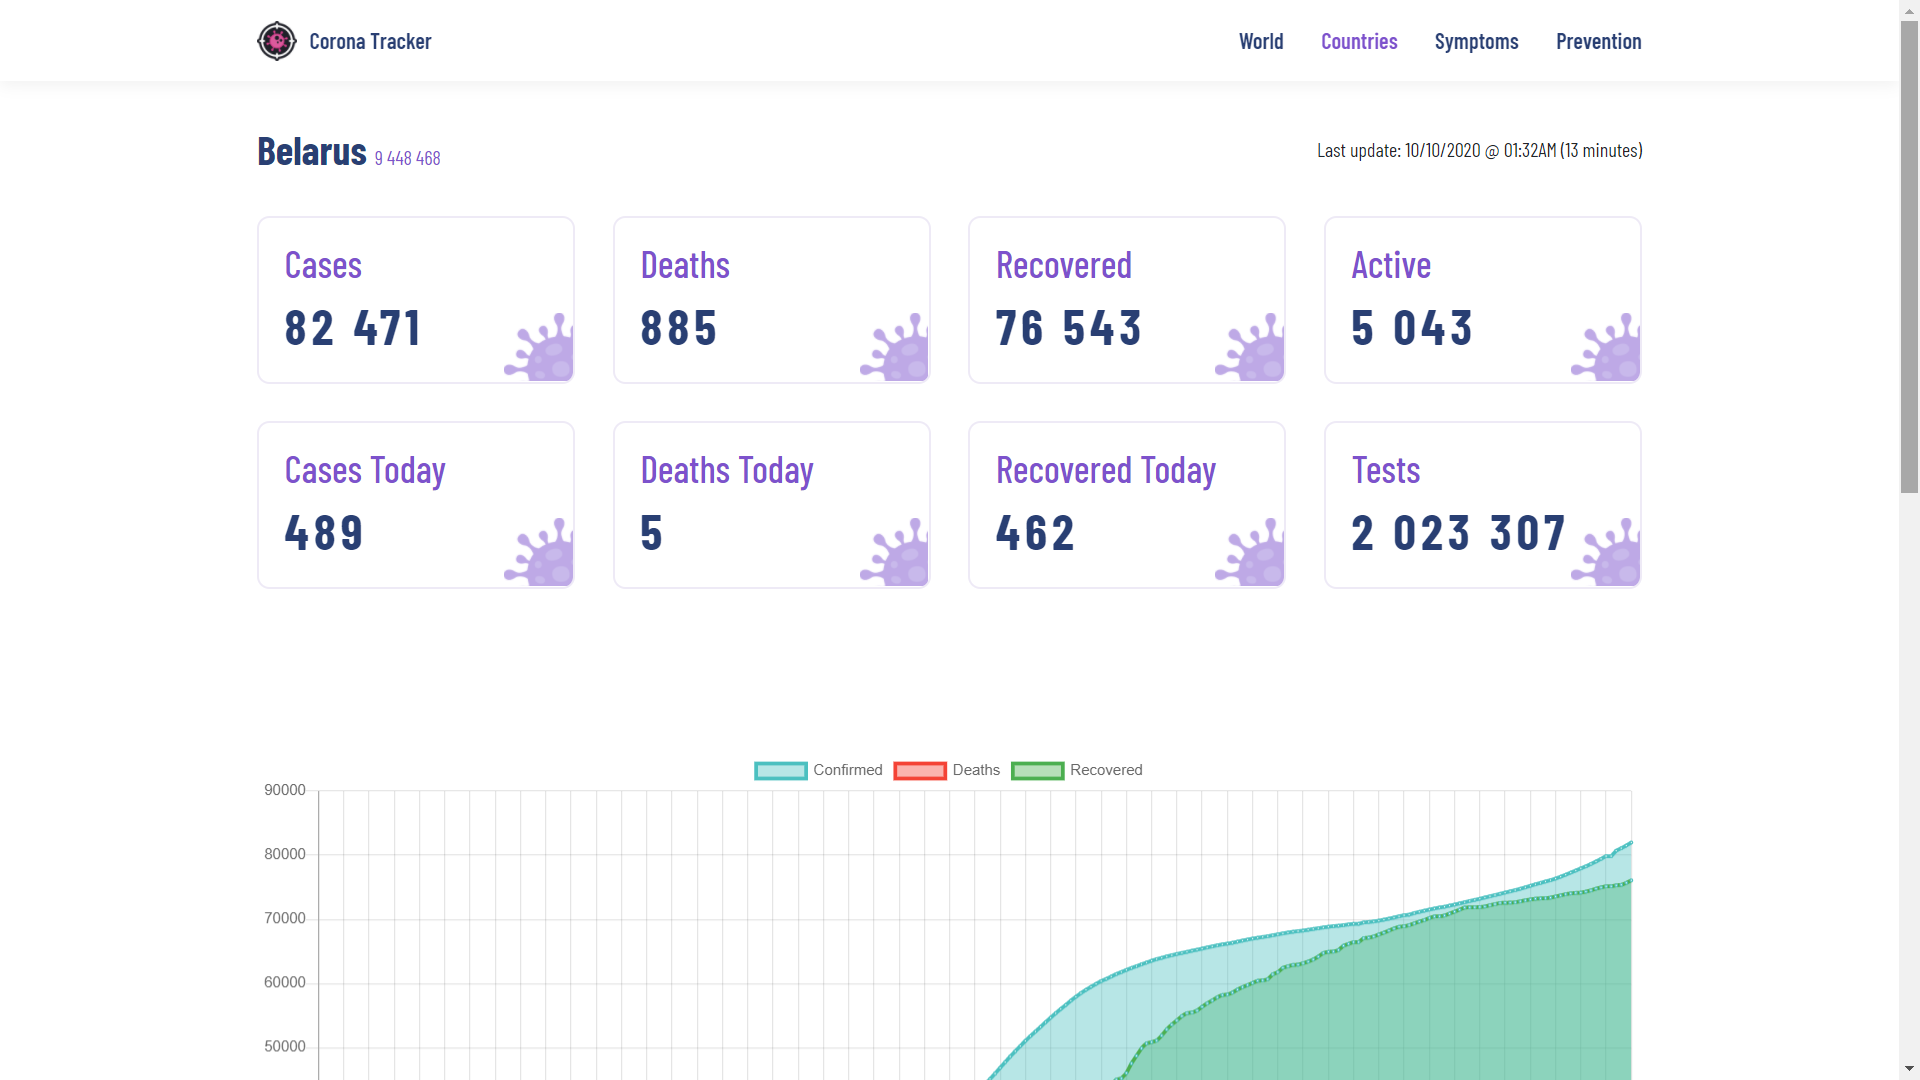 Corona Tracker
World Countries Symptoms Prevention
Belarus 9 448 468
Last update: 10/10/2020 @ 01:32AM (13 minutes)
Cases
82 471
Deaths
885
Recovered
76 543
Active
5 043
Cases Today
489
Deaths Today
5
Recovered Today
462
Tests
2 023 307
Confirmed Deaths Recovered
90000
80000
70000
60000
50000